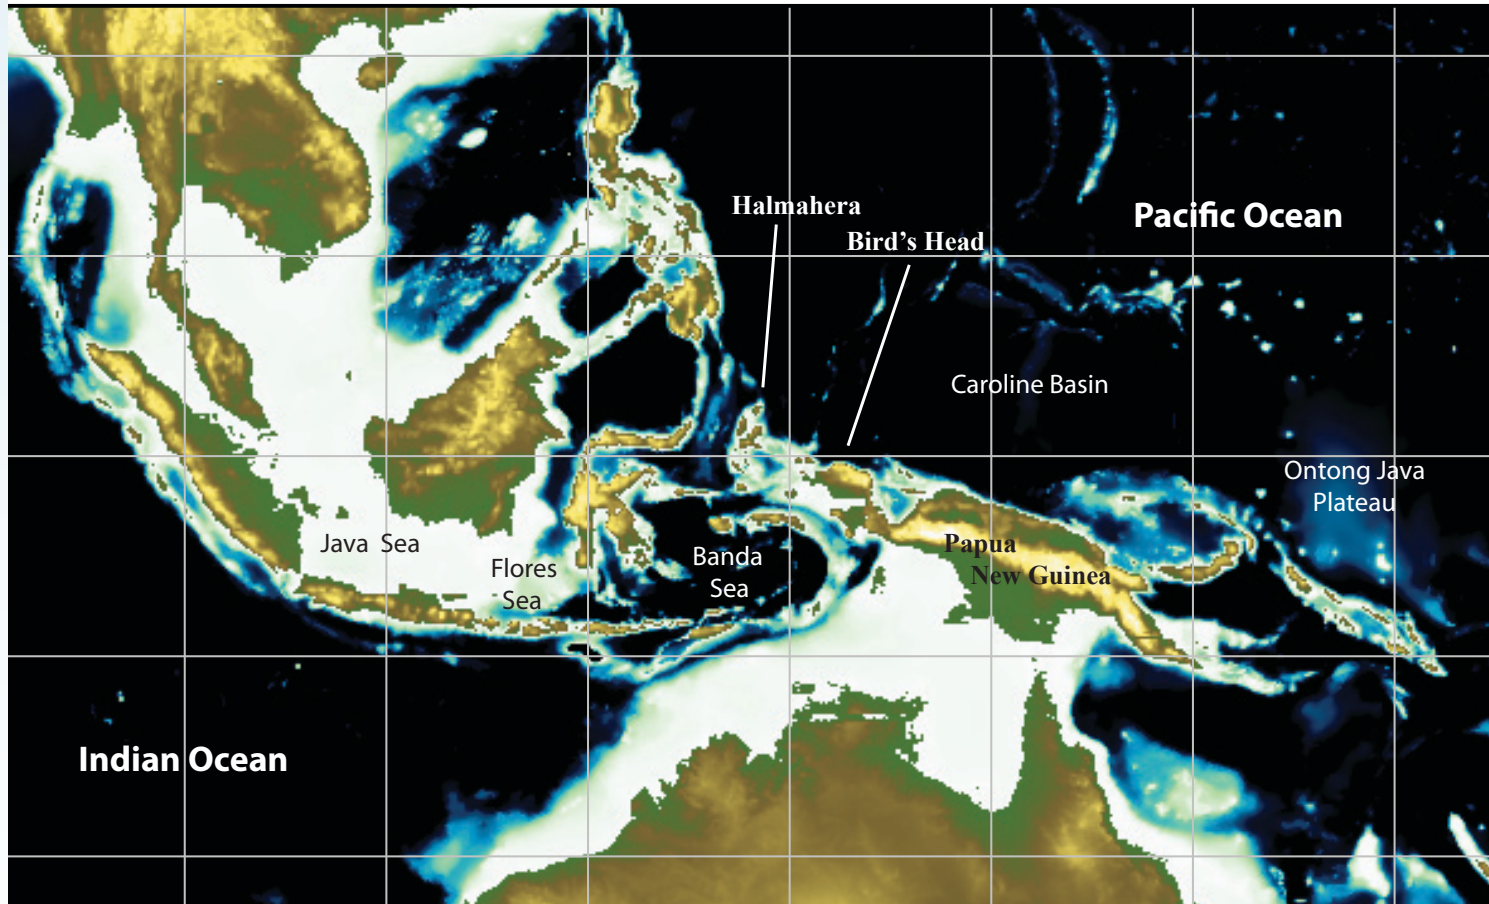 Halmahera
Pacific Ocean
Bird's Head
Caroline Basin
Ontong Java
Plateau
Java Sea
Flores
Sea
Banda
Sea
Papua
New Guinea
Indian Ocean